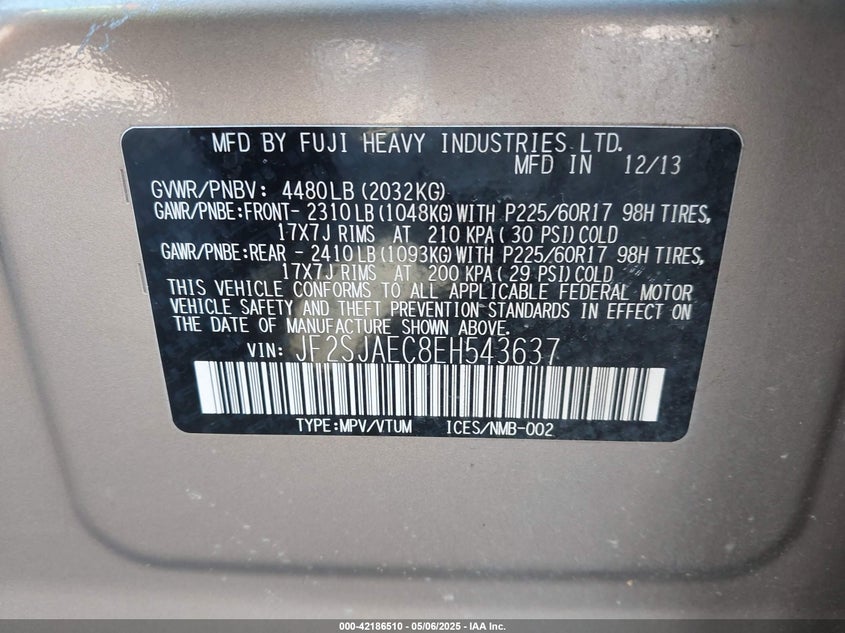 MFD BY FUJI HEAVY INDUSTRIES LTD.
MFD IN 12/13
GVWR/PNBV: 4480LB(2032KG)
GAWR/PNBE:FRONT- 2310LB(1048KG)WITH P225/60R17 98H TIRES,
17X7J RIMS AT 210 KPA(30 PSI)COLD
GAWR/PNBE:REAR - 2410LB(1093KG)WITH P225/60R17 98H TIRES,
17X7J RIMS AT 200 KPA(29 PSI)COLD
THIS VEHICLE CONFORMS TO ALL APPLICABLE FEDERAL MOTOR
VEHICLE SAFETY AND THEFT PREVENTION STANDARDS IN EFFECT ON
THE DATE OF MANUFACTURE SHOWN ABOVE.
VIN: JF2SJAEC8EH543637
TYPE:MPV/VTUM ICES/NMB-002
000-42186510 - 05/06/2025 - IAA Inc.